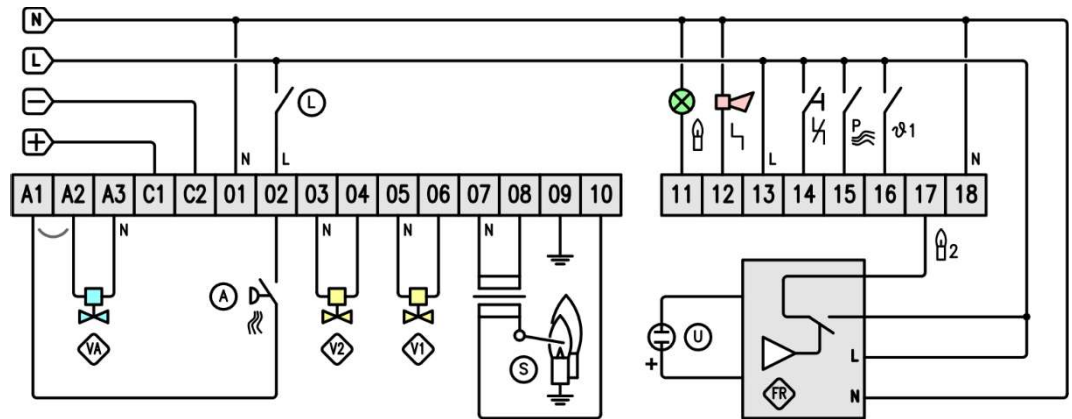 N
L
−
+
L
N L L N
A1 A2 A3 C1 C2 01 02 03 04 05 06 07 08 09 10 11 12 13 14 15 16 17 18
P
ϑ1
N N N N
2
A
VA V2 V1
S
U
+
L
FR
N